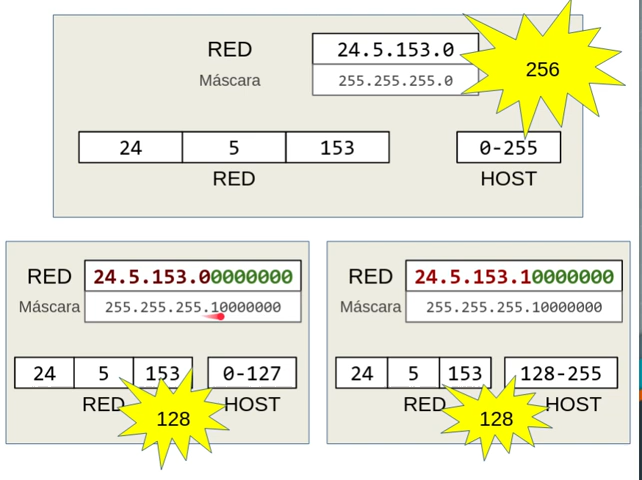 RED 24.5.153.0
256
Máscara 255.255.255.0
24 5 153 0-255
RED HOST
RED 24.5.153.00000000
Máscara 255.255.255.10000000
24 5 153 0-127
RED HOST
128
RED 24.5.153.10000000
Máscara 255.255.255.10000000
24 5 153 128-255
RED HOST
128